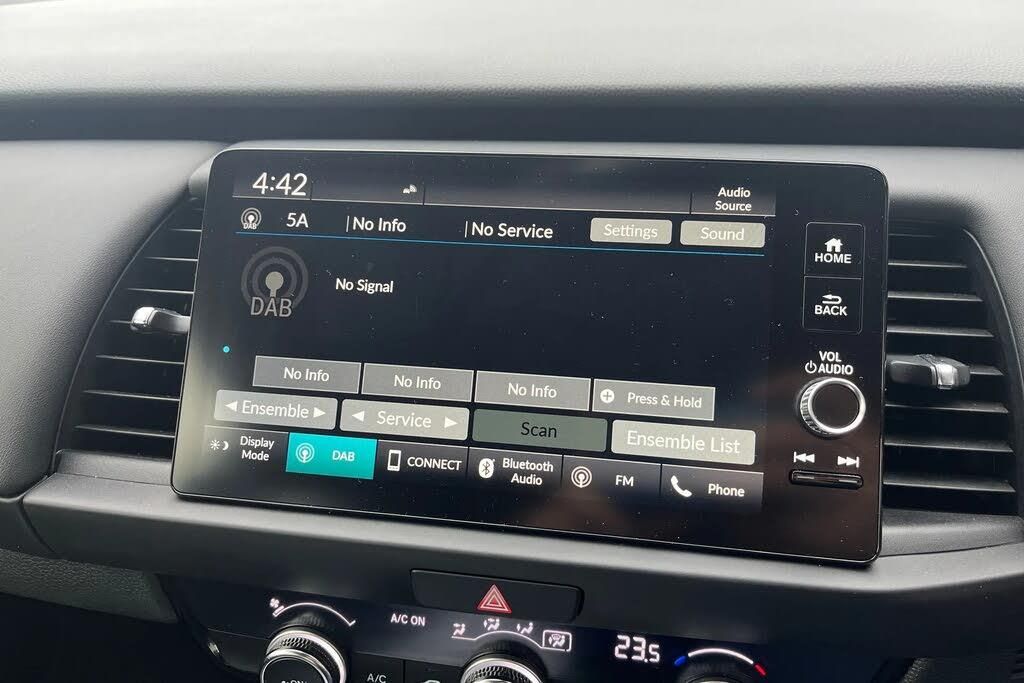 4:42
Audio
Source
DAB
5A
No Info
No Service
Settings
Sound
DAB
No Signal
HOME
BACK
VOL
AUDIO
No Info
No Info
No Info
Press & Hold
Ensemble
Service
Scan
Ensemble List
Display
Mode
DAB
CONNECT
Bluetooth
Audio
FM
Phone
A/C ON
23.5
ON
A/C